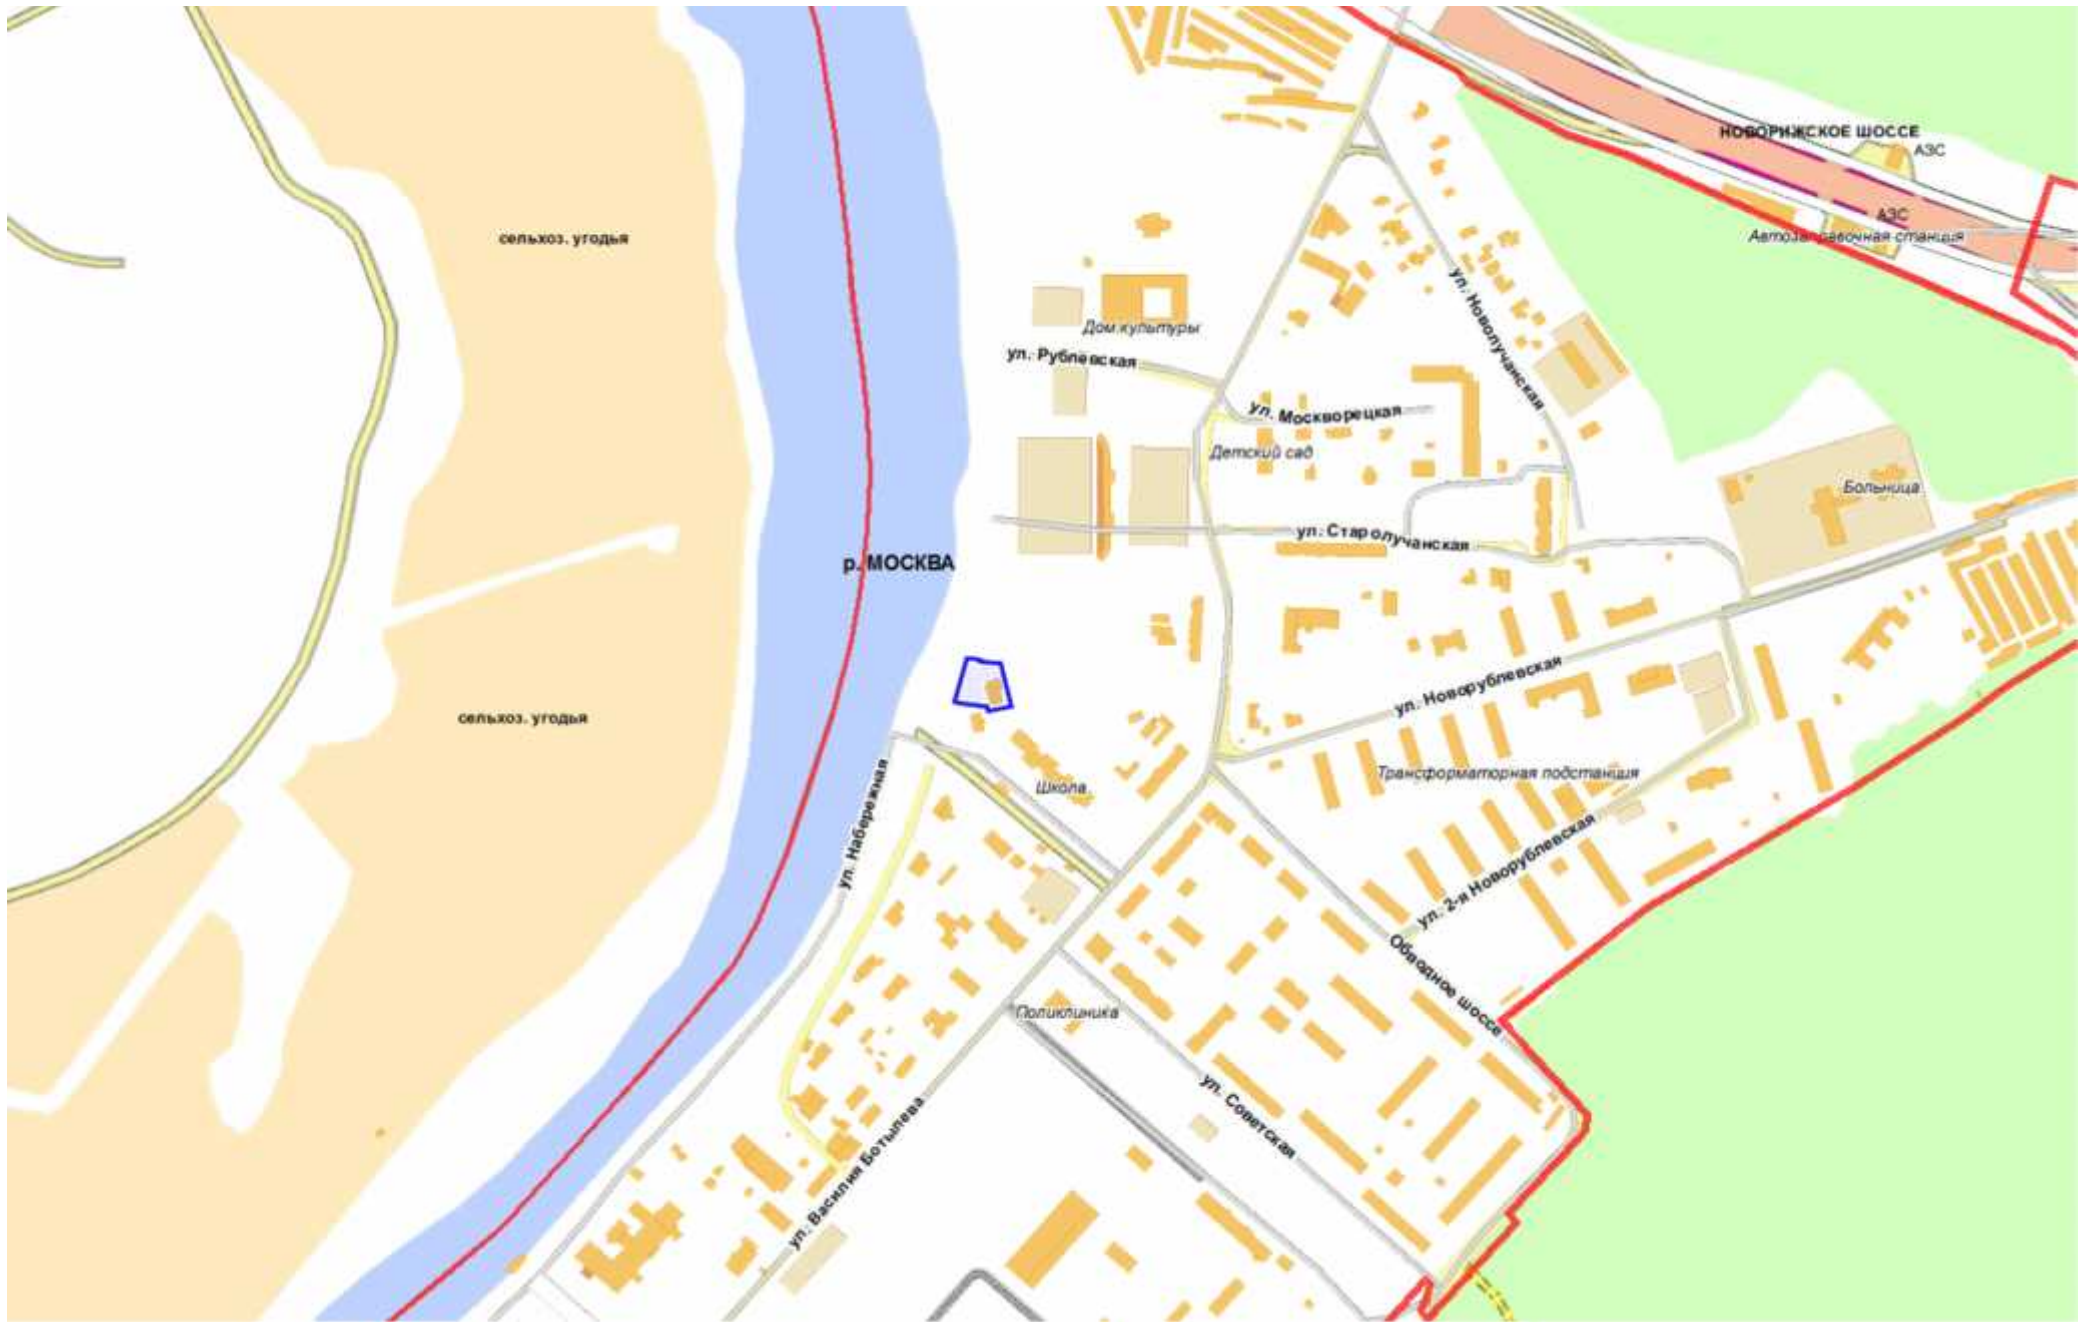 НОВОРИЖСКОЕ ШОССЕ
АЗС
АЗС
Автозаправочная станция
сельхоз. угодья
ул. Новолучанская
Дом культуры
ул. Рублевская
ул. Москворецкая
Детский сад
Больница
ул. Старолучанская
р. МОСКВА
ул. Новорублевская
сельхоз. угодья
Трансформаторная подстанция
Школа
ул. Набережная
ул. 2-я Новорублевская
Обводное шоссе
Поликлиника
ул. Советская
ул. Василия Ботылева